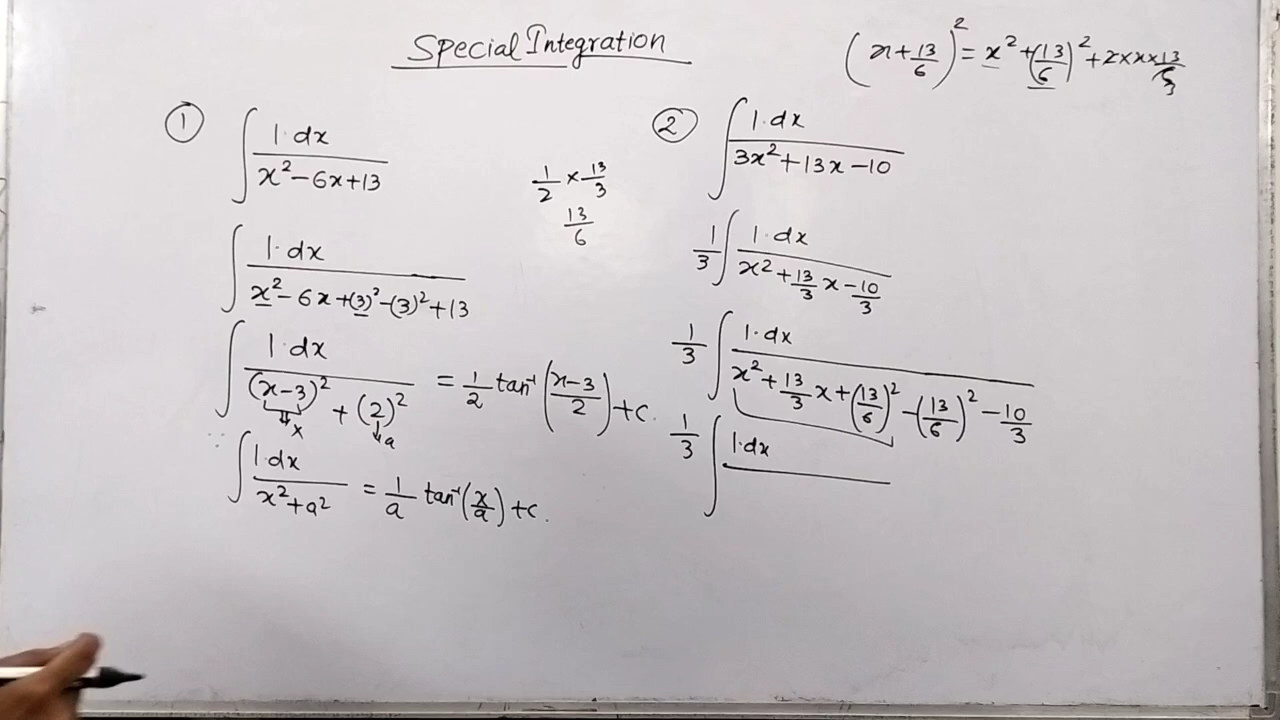 Special Integration
(x+13/6)² = x² + (13/6)² + 2×x×13/6 3
① ∫ 1·dx / x²-6x+13
∫ 1·dx / x²-6x+(3)²-(3)²+13
∫ 1·dx / (x-3)² + (2)² = 1/2 tan⁻¹(x-3/2)+c.
x a
∵ ∫ 1·dx / x²+a² = 1/a tan⁻¹(x/a)+c.
1/2 × 13/3
13/6
② ∫ 1·dx / 3x²+13x-10
1/3 ∫ 1·dx / x²+13/3 x-10/3
1/3 ∫ 1·dx / x²+13/3 x+(13/6)²-(13/6)²-10/3
1/3 ∫ 1·dx